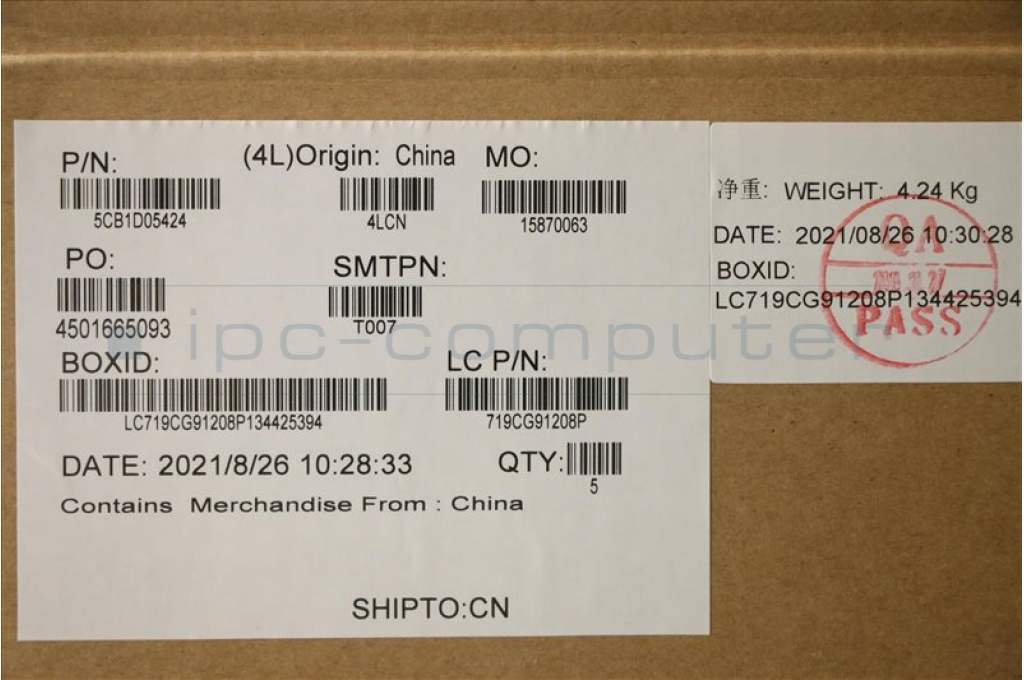 P/N:
5CB1D05424
(4L)Origin: China
4LCN
MO:
15870063
PO:
4501665093
SMTPN:
T007
BOXID:
LC719CG91208P134425394
LC P/N:
719CG91208P
DATE: 2021/8/26 10:28:33
QTY:
5
Contains Merchandise From : China
SHIPTO:CN
净重: WEIGHT: 4.24 Kg
DATE: 2021/08/26 10:30:28
BOXID:
LC719CG91208P134425394
QA
PASS
ipc-computer